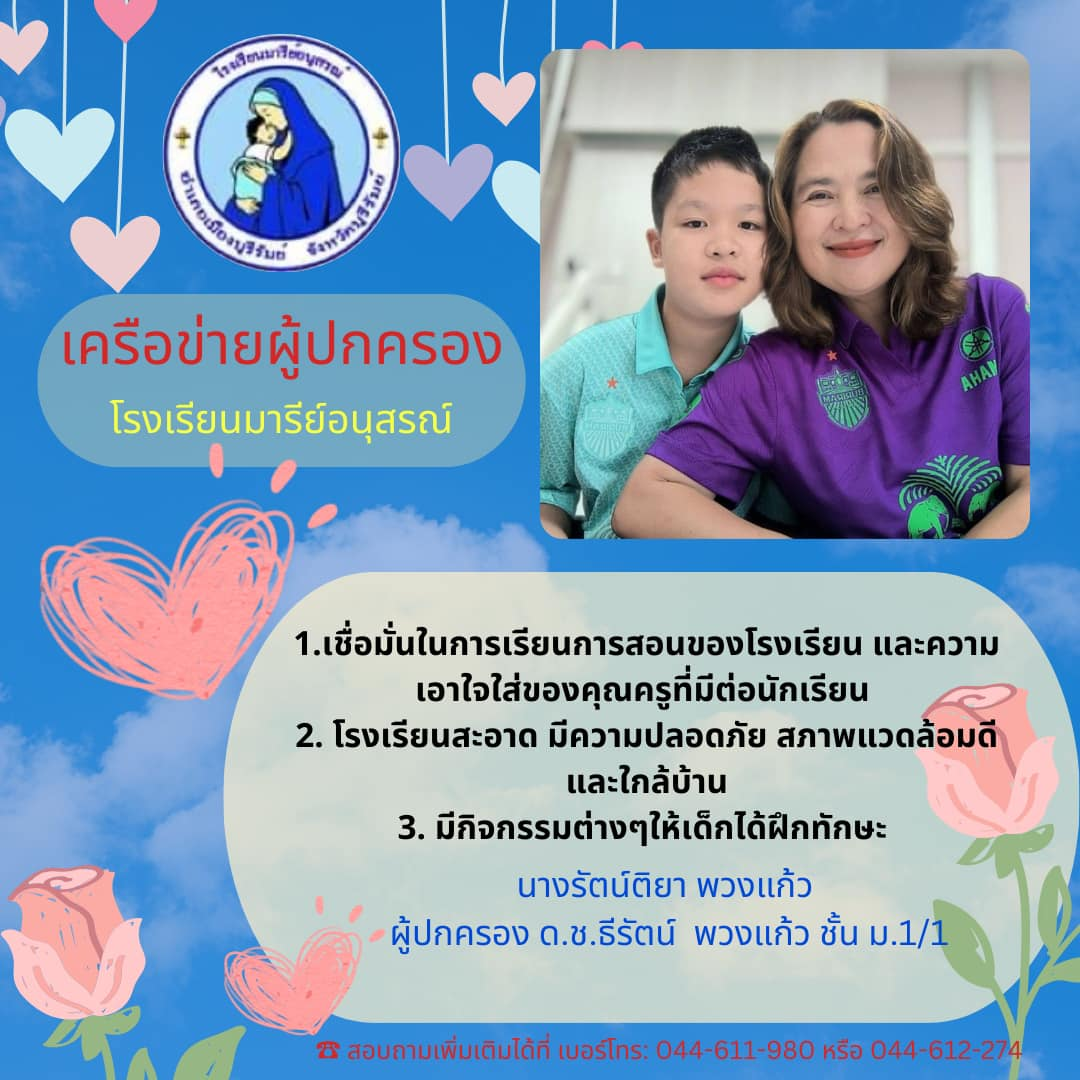 โรงเรียนมารีย์อนุสรณ์
อำเภอเมืองบุรีรัมย์ จังหวัดบุรีรัมย์
เครือข่ายผู้ปกครอง
โรงเรียนมารีย์อนุสรณ์
1.เชื่อมั่นในการเรียนการสอนของโรงเรียน และความ
เอาใจใส่ของคุณครูที่มีต่อนักเรียน
2. โรงเรียนสะอาด มีความปลอดภัย สภาพแวดล้อมดี
และใกล้บ้าน
3. มีกิจกรรมต่างๆให้เด็กได้ฝึกทักษะ
นางรัตน์ติยา พวงแก้ว
ผู้ปกครอง ด.ช.ธีรัตน์ พวงแก้ว ชั้น ม.1/1
☎ สอบถามเพิ่มเติมได้ที่ เบอร์โทร: 044-611-980 หรือ 044-612-274